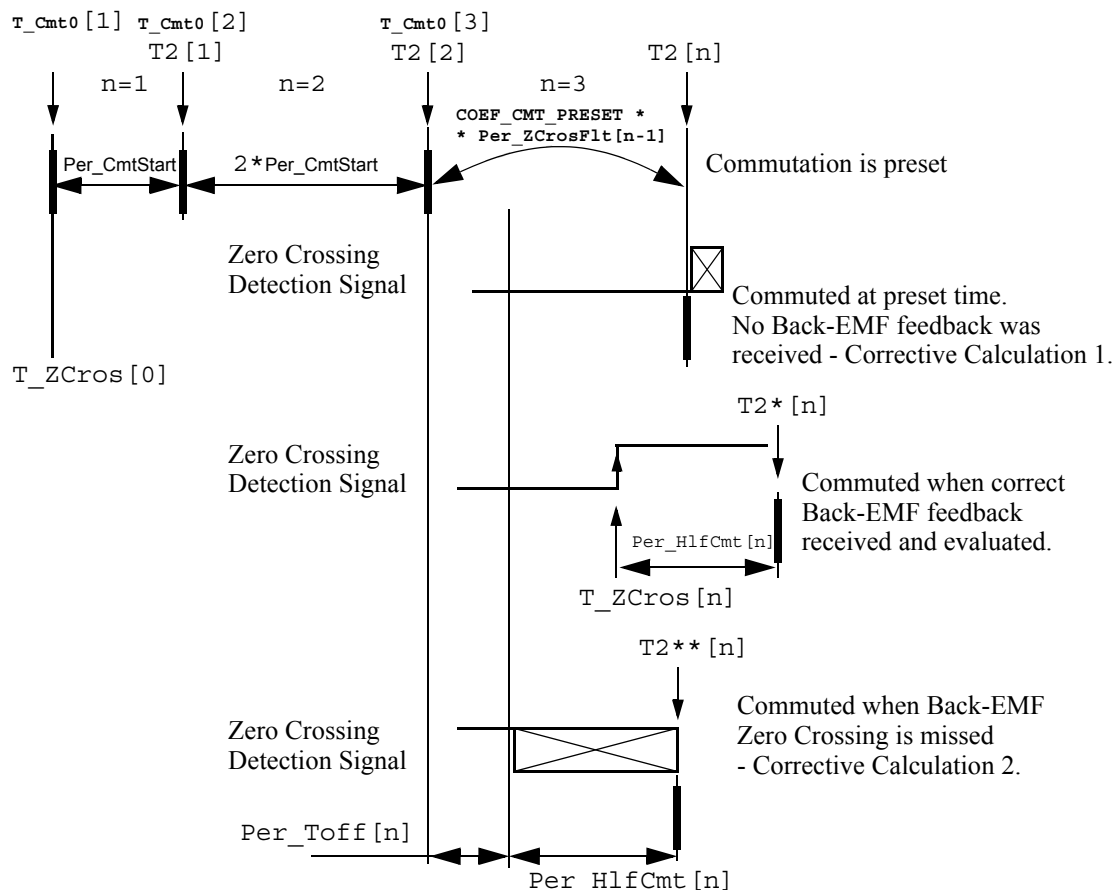 T_Cmt0[1] T_Cmt0[2] T_Cmt0[3]
T2[1] T2[2] T2[n]
n=1 n=2 n=3
COEF_CMT_PRESET *
* Per_ZCrosFlt[n-1]
Per_CmtStart 2*Per_CmtStart
Commutation is preset
Zero Crossing
Detection Signal
Commuted at preset time.
No Back-EMF feedback was
received - Corrective Calculation 1.
T_ZCros[0]
T2*[n]
Zero Crossing
Detection Signal
Commuted when correct
Back-EMF feedback
received and evaluated.
Per_HlfCmt[n]
T_ZCros[n]
T2**[n]
Zero Crossing
Detection Signal
Commuted when Back-EMF
Zero Crossing is missed
- Corrective Calculation 2.
Per_Toff[n]
Per_HlfCmt[n]